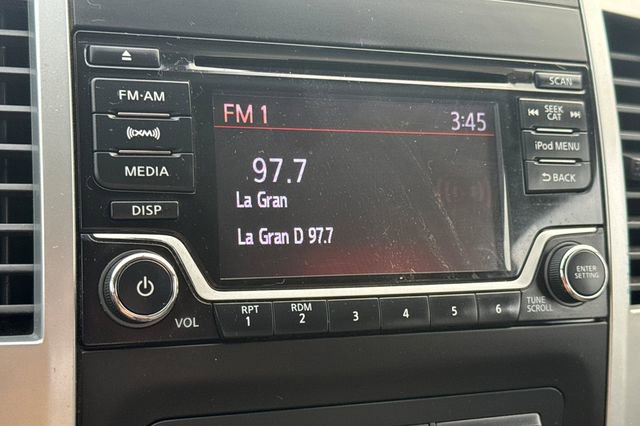 SCAN
FM·AM
FM 1
3:45
SEEK
CAT
((XM))
97.7
iPod MENU
La Gran
MEDIA
BACK
DISP
La Gran D 97.7
ENTER
SETTING
VOL
RPT
1
RDM
2
3
4
5
6
TUNE
SCROLL